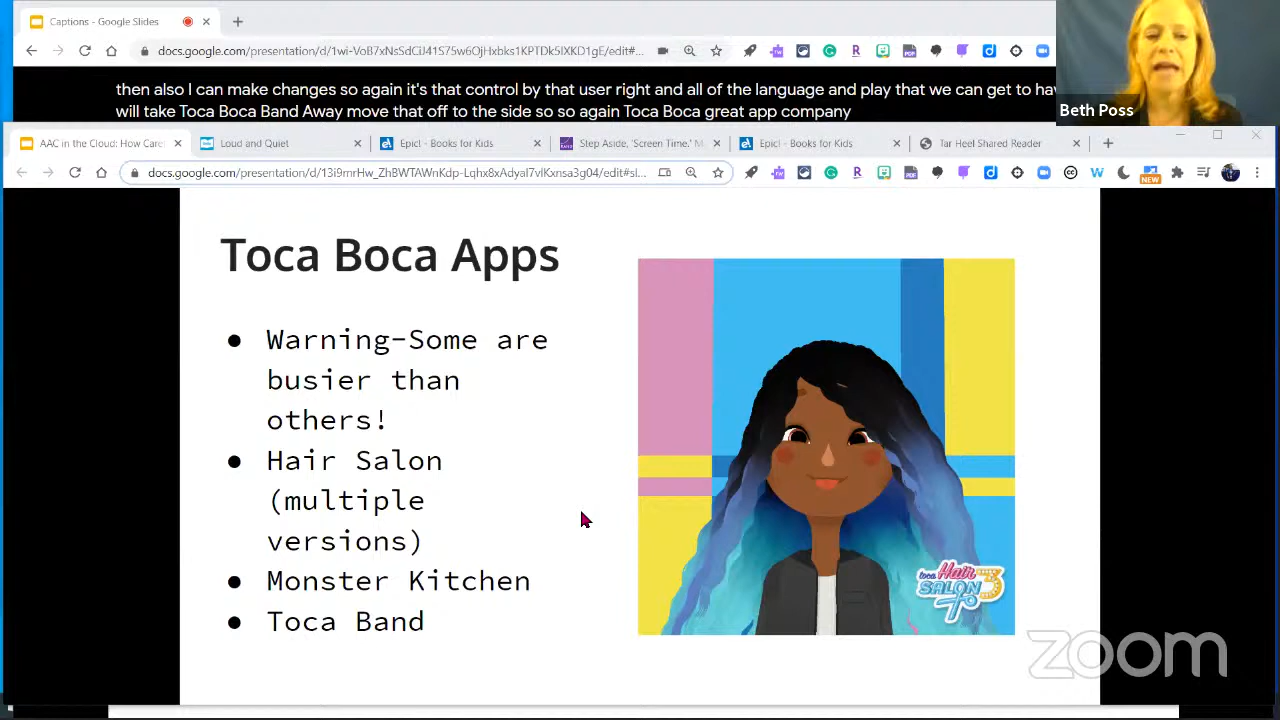 Captions - Google Slides
docs.google.com/presentation/d/1wi-VoB7xNsSdCiJ41S75w6OjHxbks1KPTDk5IXKD1gE/edit#...
then also I can make changes so again it's that control by that user right and all of the language and play that we can get to hav
will take Toca Boca Band Away move that off to the side so so again Toca Boca great app company
Beth Poss
AAC in the Cloud: How Care
Loud and Quiet
Epic! - Books for Kids
Step Aside, 'Screen Time.' M
Epic! - Books for Kids
Tar Heel Shared Reader
docs.google.com/presentation/d/13i9mrHw_ZhBWTAWnKdp-Lqhx8xAdyaI7vlKxnsa3g04/edit#sl...
NEW
Toca Boca Apps
● Warning-Some are
busier than
others!
● Hair Salon
(multiple
versions)
● Monster Kitchen
● Toca Band
toca Hair
SALON 3
zoom